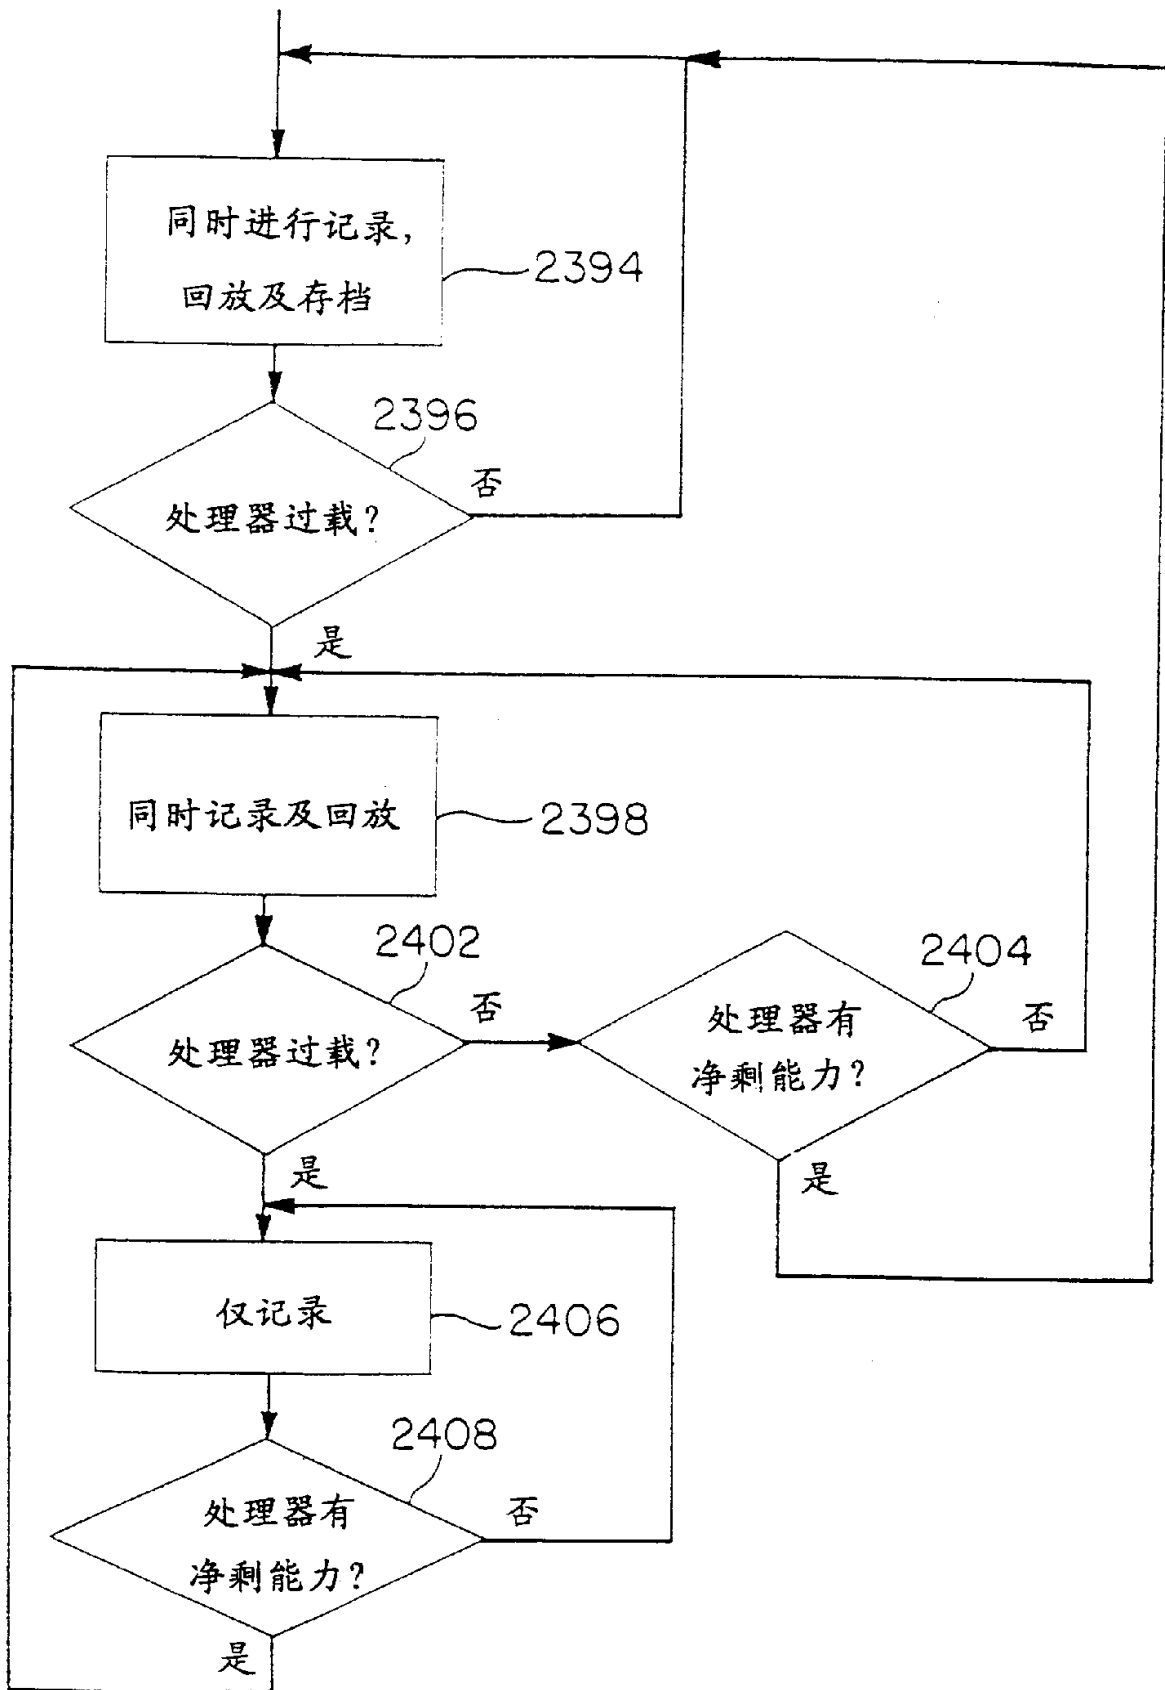 同时进行记录,
回放及存档
2394
2396
否
处理器过载?
是
同时记录及回放
2398
2402
否
处理器过载?
是
2404
处理器有
净剩能力?
否
是
仅记录
2406
2408
处理器有
净剩能力?
否
是